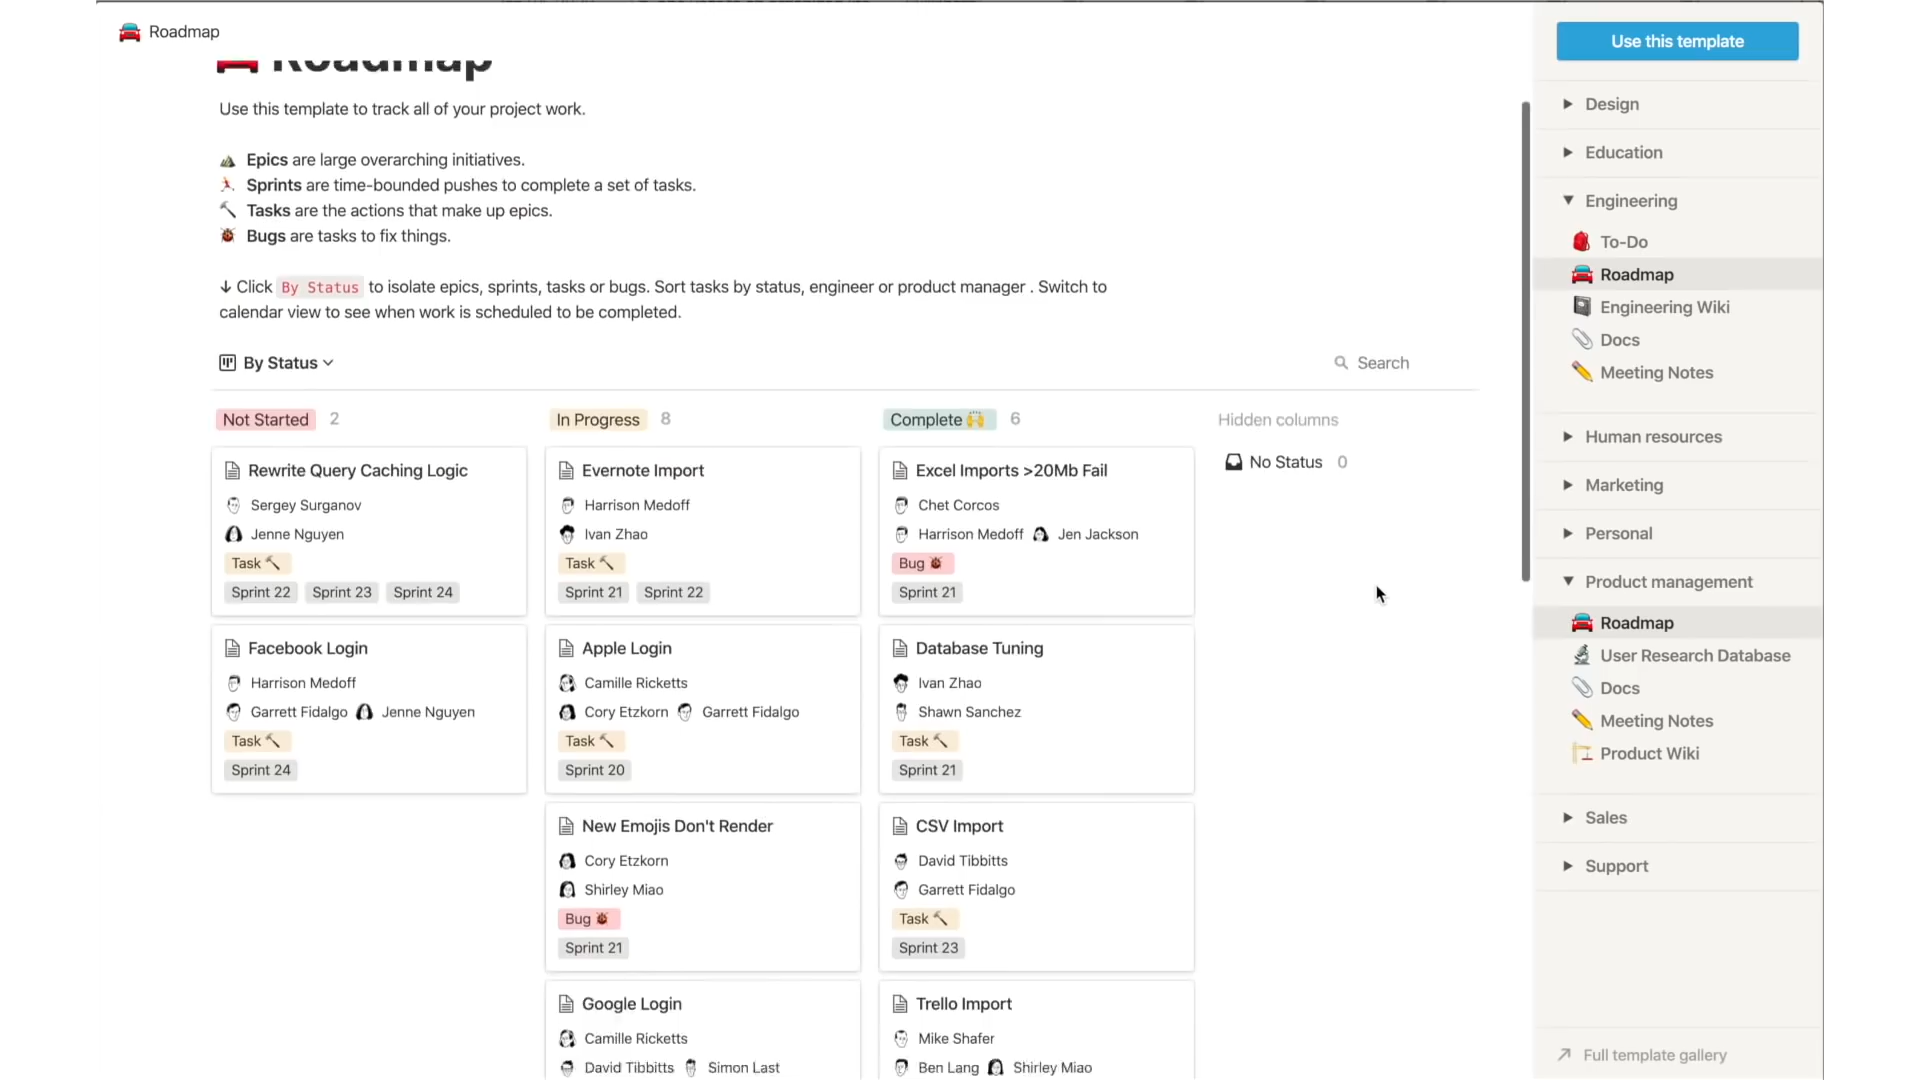 Roadmap
Use this template
Roadmap
Use this template to track all of your project work.
Epics are large overarching initiatives.
Sprints are time-bounded pushes to complete a set of tasks.
Tasks are the actions that make up epics.
Bugs are tasks to fix things.
↓ Click By Status to isolate epics, sprints, tasks or bugs. Sort tasks by status, engineer or product manager . Switch to
calendar view to see when work is scheduled to be completed.
By Status
Search
Not Started 2
Rewrite Query Caching Logic
Sergey Surganov
Jenne Nguyen
Task
Sprint 22 Sprint 23 Sprint 24
Facebook Login
Harrison Medoff
Garrett Fidalgo Jenne Nguyen
Task
Sprint 24
In Progress 8
Evernote Import
Harrison Medoff
Ivan Zhao
Task
Sprint 21 Sprint 22
Apple Login
Camille Ricketts
Cory Etzkorn Garrett Fidalgo
Task
Sprint 20
New Emojis Don't Render
Cory Etzkorn
Shirley Miao
Bug
Sprint 21
Google Login
Camille Ricketts
David Tibbitts Simon Last
Complete 6
Excel Imports >20Mb Fail
Chet Corcos
Harrison Medoff Jen Jackson
Bug
Sprint 21
Database Tuning
Ivan Zhao
Shawn Sanchez
Task
Sprint 21
CSV Import
David Tibbitts
Garrett Fidalgo
Task
Sprint 23
Trello Import
Mike Shafer
Ben Lang Shirley Miao
Hidden columns
No Status 0
Design
Education
Engineering
To-Do
Roadmap
Engineering Wiki
Docs
Meeting Notes
Human resources
Marketing
Personal
Product management
Roadmap
User Research Database
Docs
Meeting Notes
Product Wiki
Sales
Support
Full template gallery